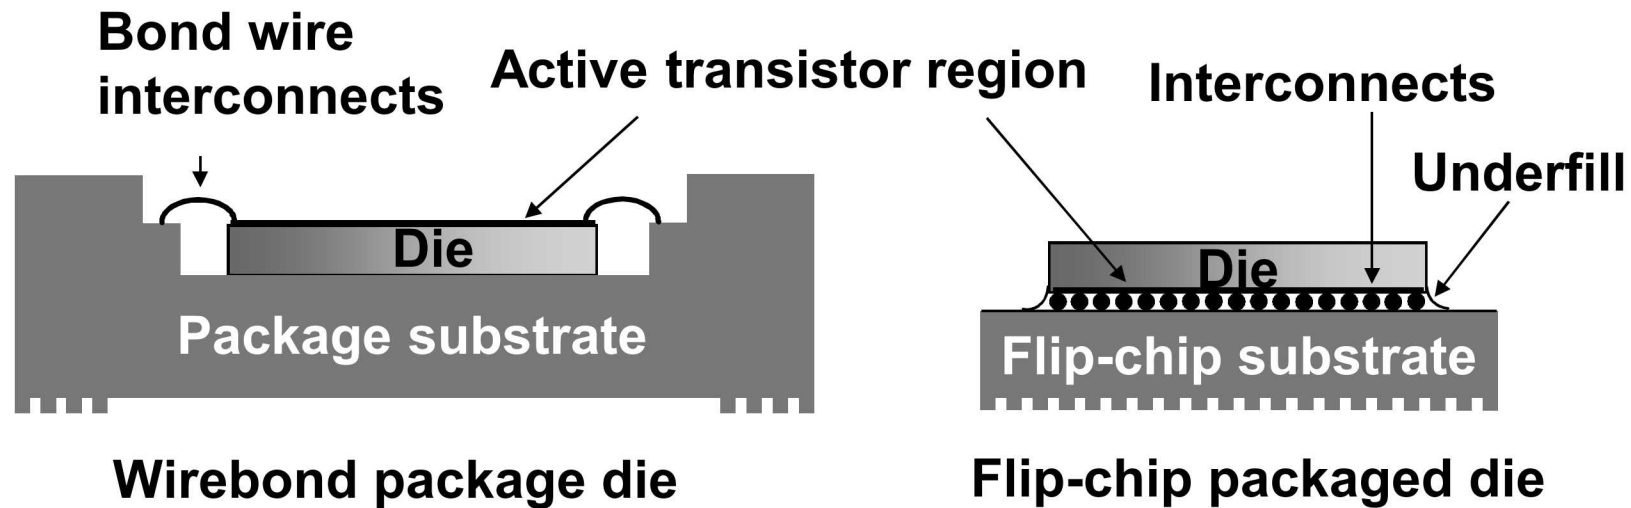 Bond wire
interconnects
Active transistor region
Interconnects
Underfill
Die
Die
Package substrate
Flip-chip substrate
Wirebond package die
Flip-chip packaged die